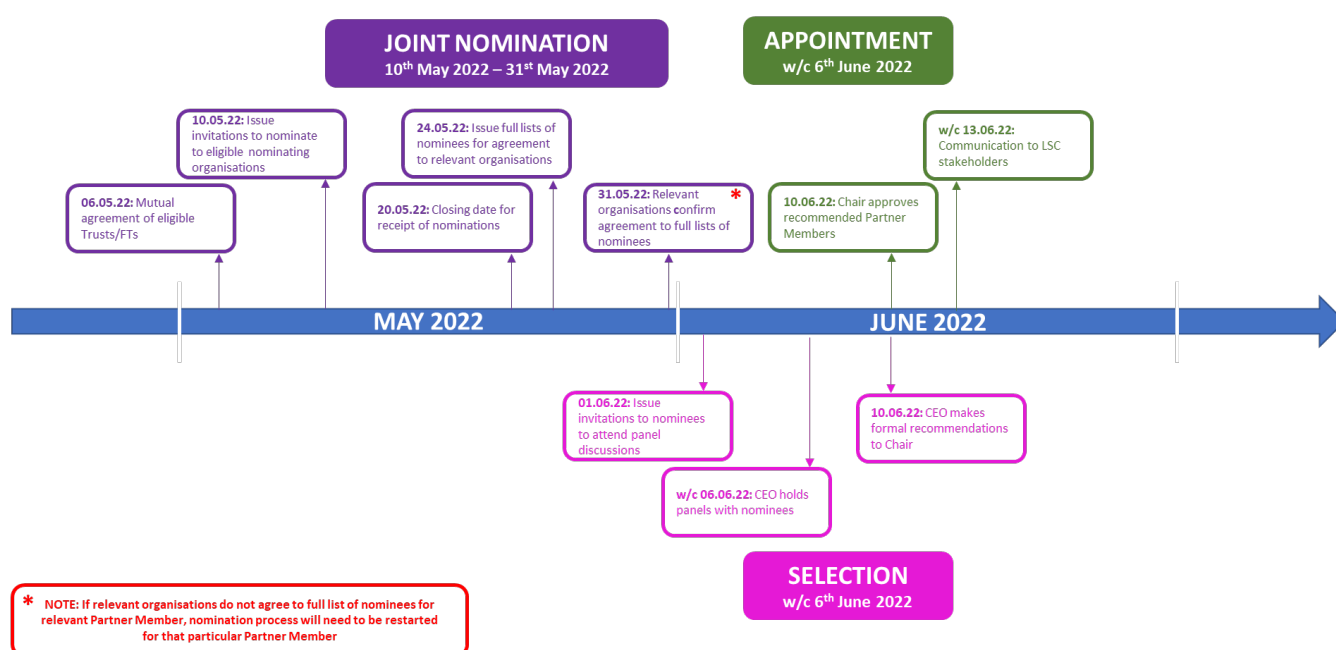 JOINT NOMINATION
10th May 2022 – 31st May 2022
APPOINTMENT
w/c 6th June 2022
10.05.22: Issue
invitations to nominate
to eligible nominating
organisations
24.05.22: Issue full lists of
nominees for agreement
to relevant organisations
w/c 13.06.22:
Communication to LSC
stakeholders
06.05.22: Mutual
agreement of eligible
Trusts/FTs
20.05.22: Closing date for
receipt of nominations
31.05.22: Relevant *
organisations confirm
agreement to full lists of
nominees
10.06.22: Chair approves
recommended Partner
Members
MAY 2022
JUNE 2022
01.06.22: Issue
invitations to nominees
to attend panel
discussions
10.06.22: CEO makes
formal recommendations
to Chair
w/c 06.06.22: CEO holds
panels with nominees
SELECTION
w/c 6th June 2022
* NOTE: If relevant organisations do not agree to full list of nominees for
relevant Partner Member, nomination process will need to be restarted
for that particular Partner Member